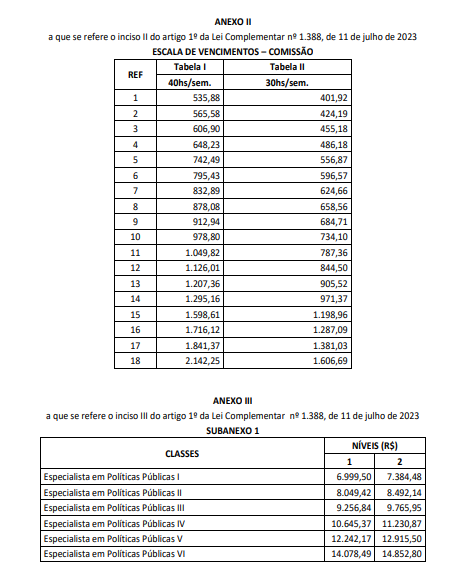 ANEXO II
a que se refere o inciso II do artigo 1º da Lei Complementar nº 1.388, de 11 de julho de 2023
ESCALA DE VENCIMENTOS – COMISSÃO
REF Tabela I Tabela II
40hs/sem. 30hs/sem.
1 535,88 401,92
2 565,58 424,19
3 606,90 455,18
4 648,23 486,18
5 742,49 556,87
6 795,43 596,57
7 832,89 624,66
8 878,08 658,56
9 912,94 684,71
10 978,80 734,10
11 1.049,82 787,36
12 1.126,01 844,50
13 1.207,36 905,52
14 1.295,16 971,37
15 1.598,61 1.198,96
16 1.716,12 1.287,09
17 1.841,37 1.381,03
18 2.142,25 1.606,69
ANEXO III
a que se refere o inciso III do artigo 1º da Lei Complementar nº 1.388, de 11 de julho de 2023
SUBANEXO 1
CLASSES NÍVEIS (R$)
1 2
Especialista em Políticas Públicas I 6.999,50 7.384,48
Especialista em Políticas Públicas II 8.049,42 8.492,14
Especialista em Políticas Públicas III 9.256,84 9.765,95
Especialista em Políticas Públicas IV 10.645,37 11.230,87
Especialista em Políticas Públicas V 12.242,17 12.915,50
Especialista em Políticas Públicas VI 14.078,49 14.852,80